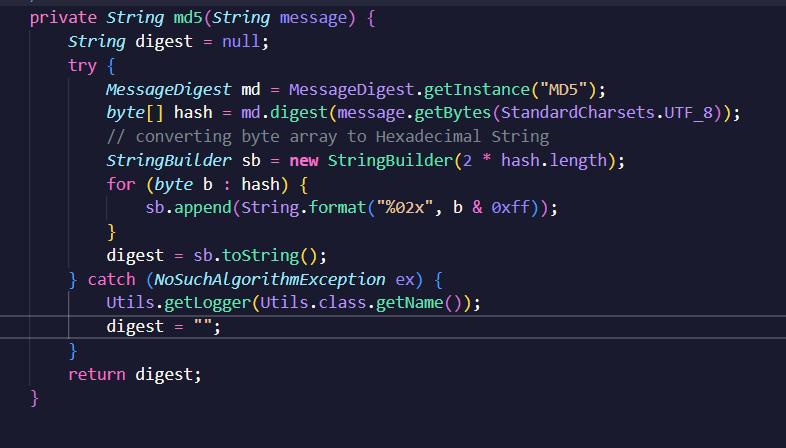 private String md5(String message) {
    String digest = null;
    try {
        MessageDigest md = MessageDigest.getInstance("MD5");
        byte[] hash = md.digest(message.getBytes(StandardCharsets.UTF_8));
        // converting byte array to Hexadecimal String
        StringBuilder sb = new StringBuilder(2 * hash.length);
        for (byte b : hash) {
            sb.append(String.format("%02x", b & 0xff));
        }
        digest = sb.toString();
    } catch (NoSuchAlgorithmException ex) {
        Utils.getLogger(Utils.class.getName());
        digest = "";
    }
    return digest;
}